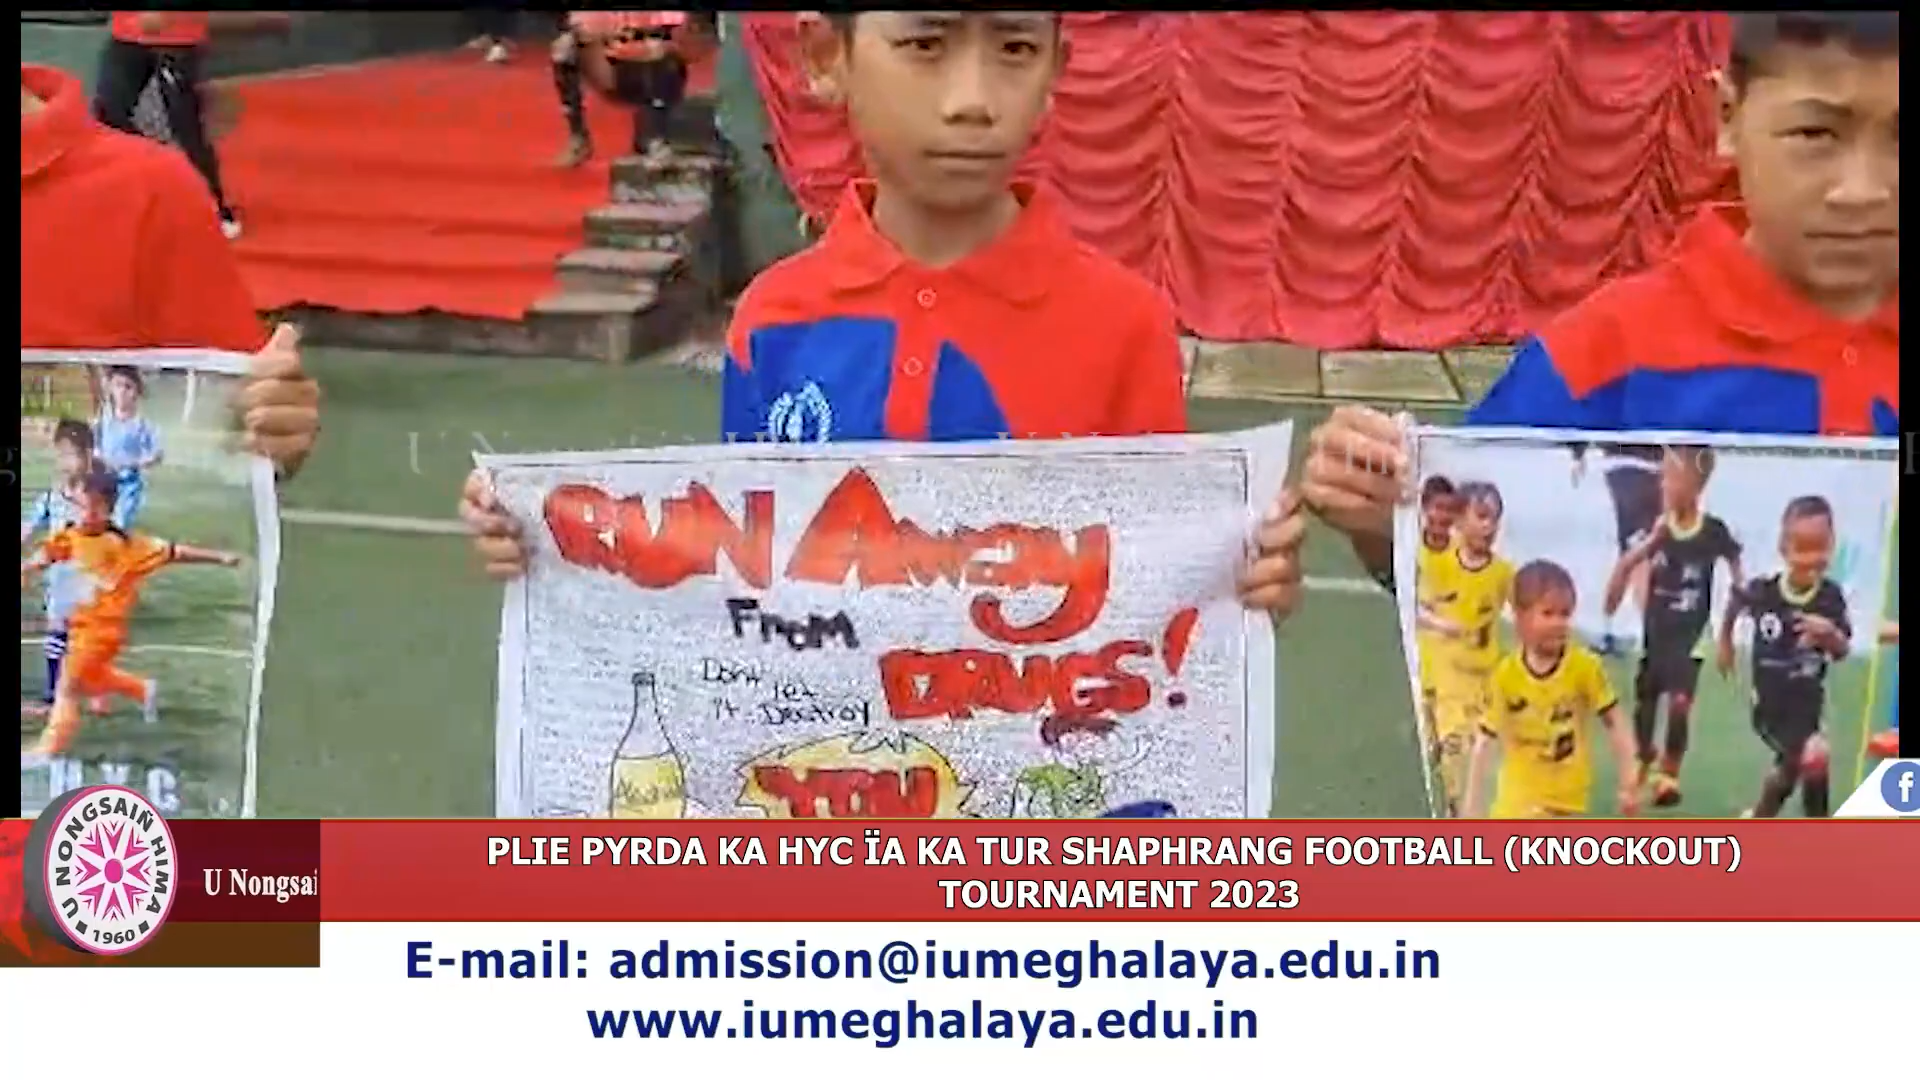 RUN AwAy
FROM
Don't let
it Destroy
DRUGS!
YOU
H Y C
U NONGSAIÑ HIMA
1960
U Nongsai
PLIE PYRDA KA HYC ÏA KA TUR SHAPHRANG FOOTBALL (KNOCKOUT)
TOURNAMENT 2023
E-mail: admission@iumeghalaya.edu.in
www.iumeghalaya.edu.in